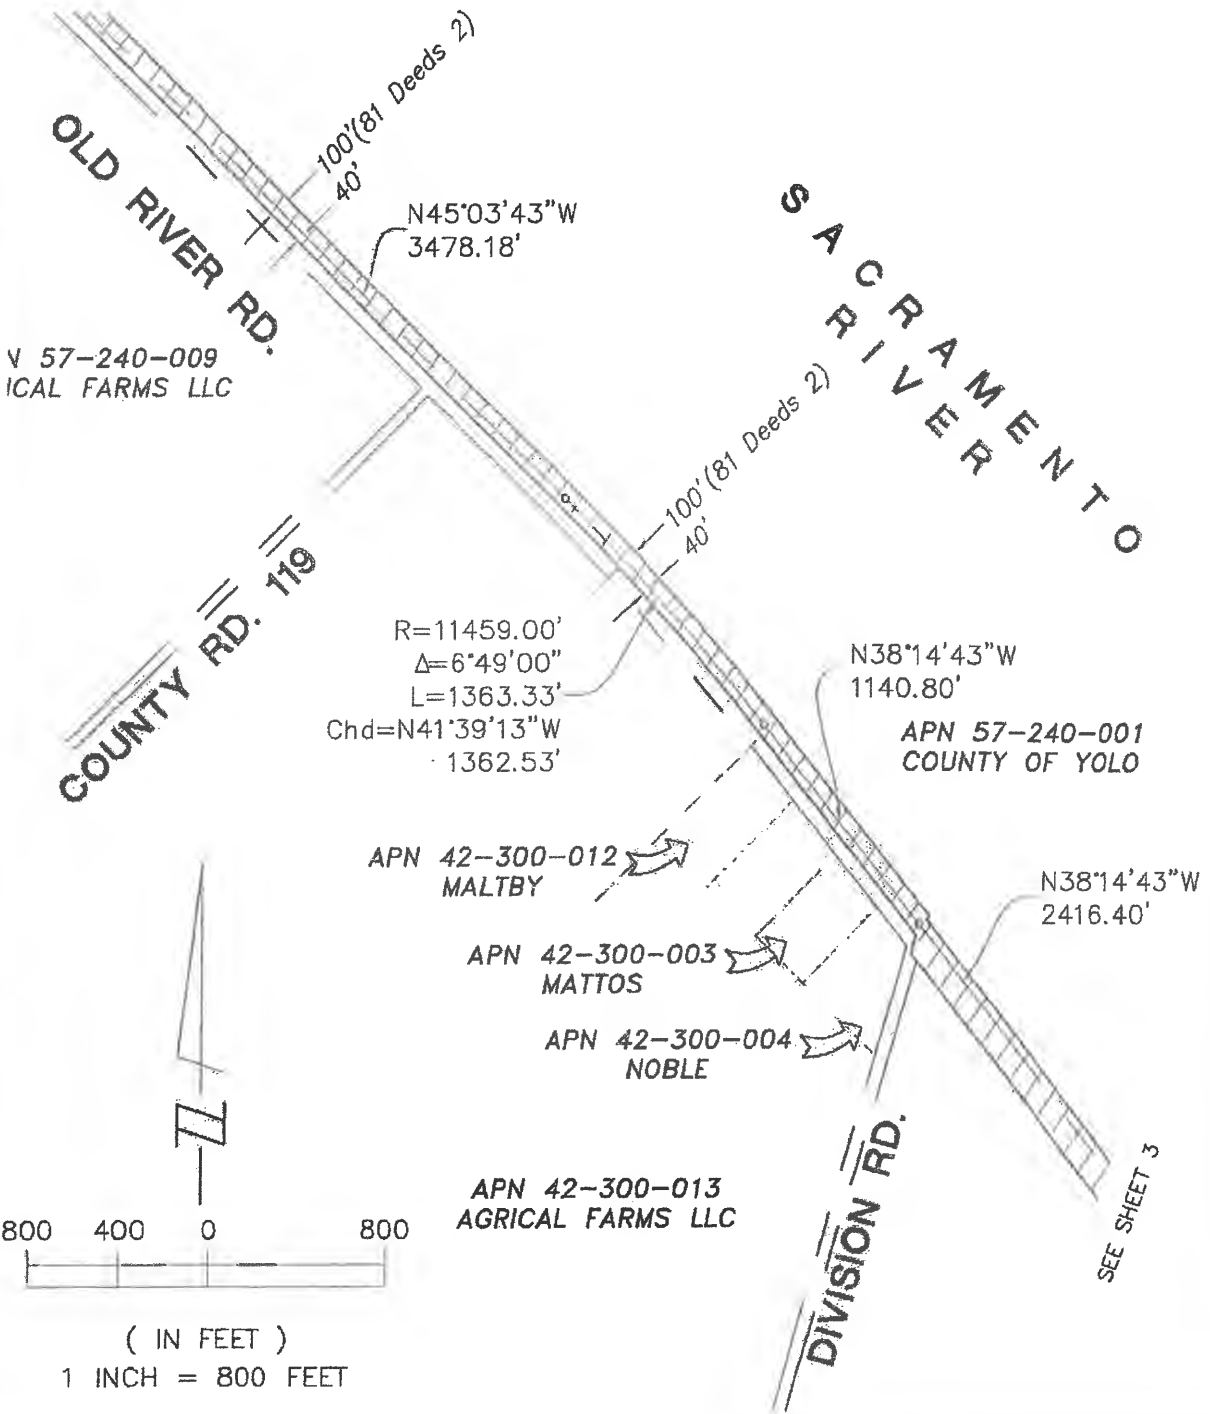 100'(81 Deeds 2)
40'
OLD RIVER RD.
N45°03'43"W
3478.18'
SACRAMENTO
RIVER
57-240-009
ICAL FARMS LLC
100'(81 Deeds 2)
40'
COUNTY RD. 119
R=11459.00'
Δ=6°49'00"
L=1363.33'
Chd=N41°39'13"W
1362.53'
N38°14'43"W
1140.80'
APN 57-240-001
COUNTY OF YOLO
APN 42-300-012
MALTBY
N38°14'43"W
2416.40'
APN 42-300-003
MATTOS
APN 42-300-004
NOBLE
N
APN 42-300-013
AGRICAL FARMS LLC
DIVISION RD.
SEE SHEET 3
800 400 0 800
( IN FEET )
1 INCH = 800 FEET